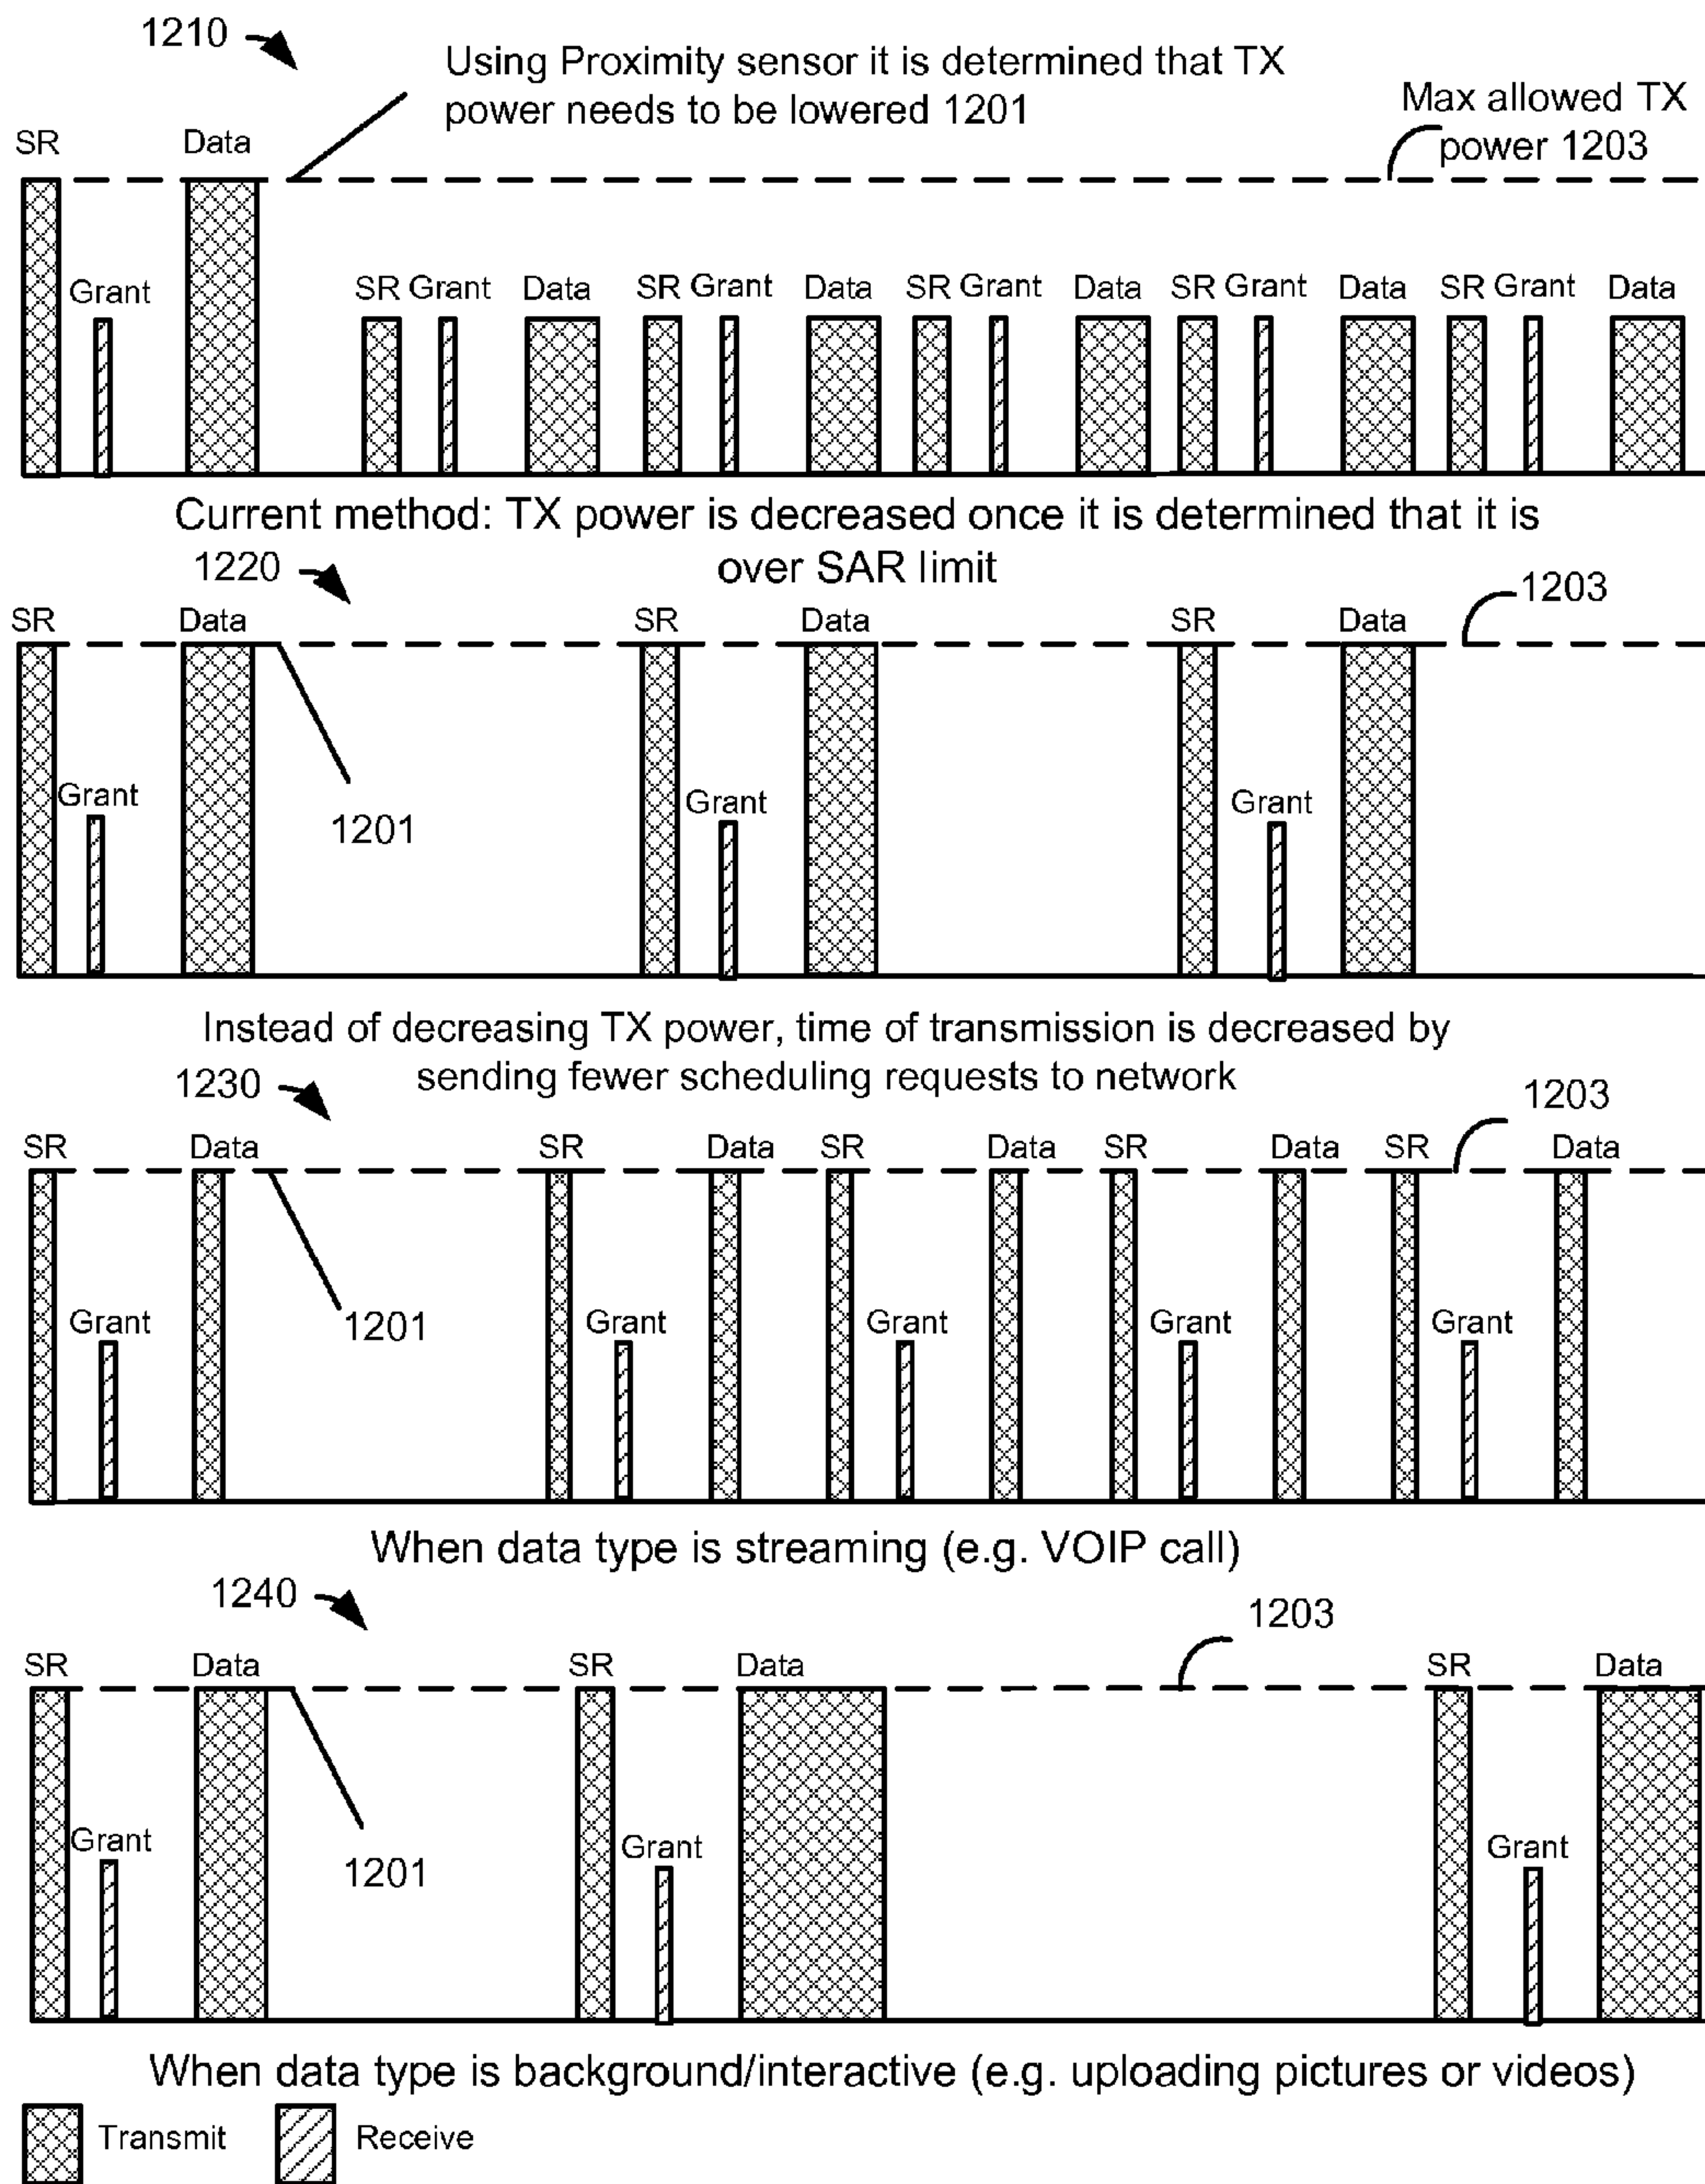 1210
Using Proximity sensor it is determined that TX
power needs to be lowered 1201
Max allowed TX
power 1203
SR Data
Grant SR Grant Data SR Grant Data SR Grant Data SR Grant Data SR Grant Data
Current method: TX power is decreased once it is determined that it is
over SAR limit
1220
1203
SR Data SR Data SR Data
Grant Grant Grant
1201
Instead of decreasing TX power, time of transmission is decreased by
sending fewer scheduling requests to network
1230
1203
SR Data SR Data SR Data SR Data SR Data
Grant Grant Grant Grant Grant
1201
When data type is streaming (e.g. VOIP call)
1240
1203
SR Data SR Data SR Data
Grant Grant Grant
1201
When data type is background/interactive (e.g. uploading pictures or videos)
Transmit Receive